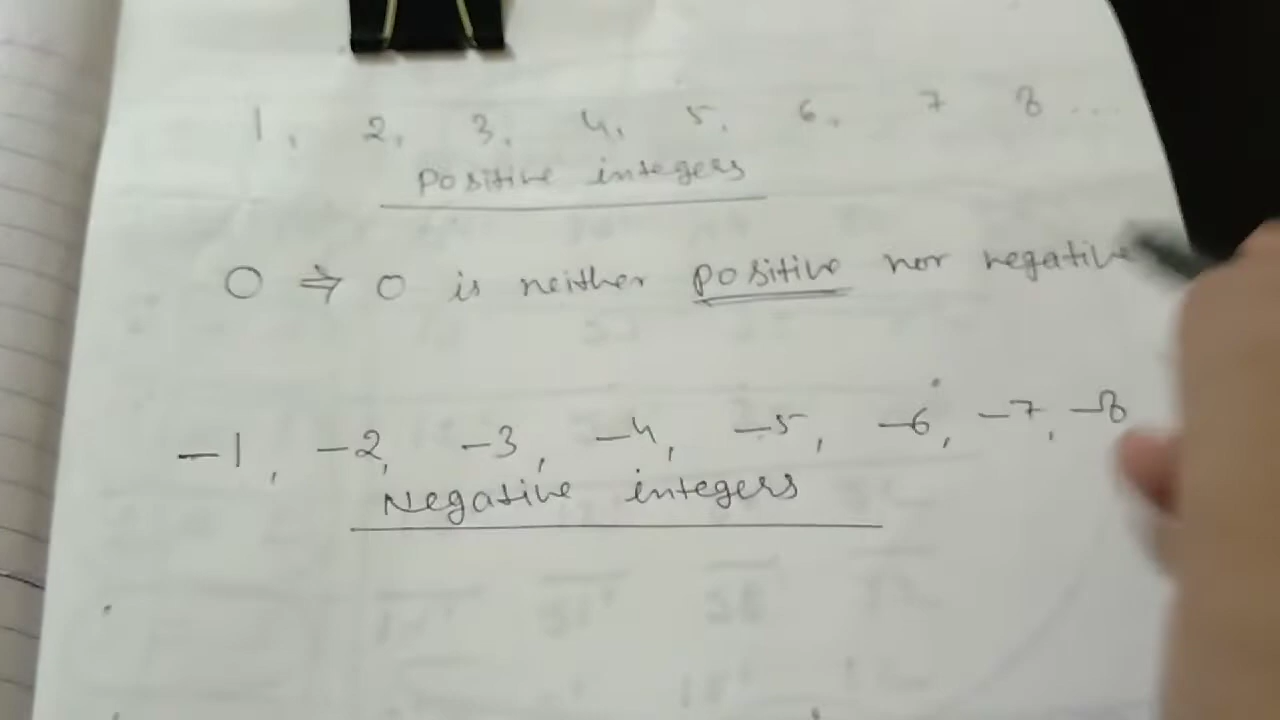 1, 2, 3, 4, 5, 6, 7 8 ...
Positive integers
0 ⇒ 0 is neither positive nor negative
-1, -2, -3, -4, -5, -6, -7, -8
Negative integers